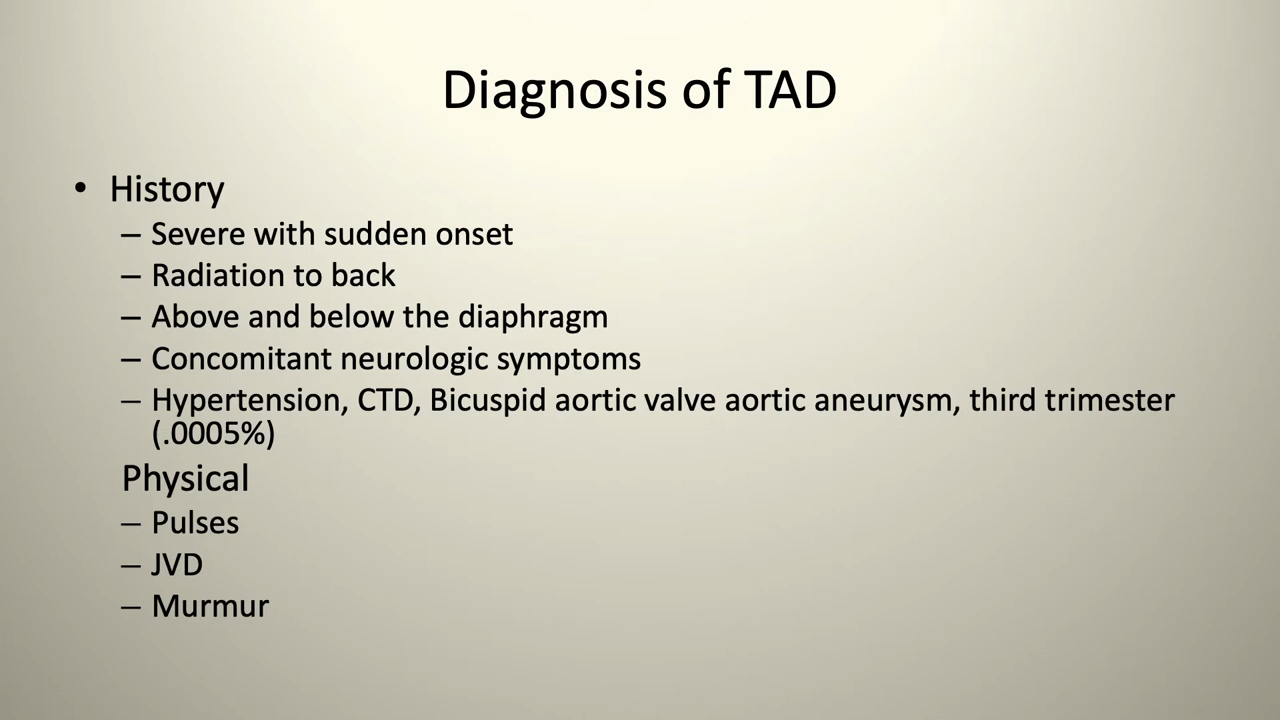 Diagnosis of TAD
• History
– Severe with sudden onset
– Radiation to back
– Above and below the diaphragm
– Concomitant neurologic symptoms
– Hypertension, CTD, Bicuspid aortic valve aortic aneurysm, third trimester
(.0005%)
Physical
– Pulses
– JVD
– Murmur